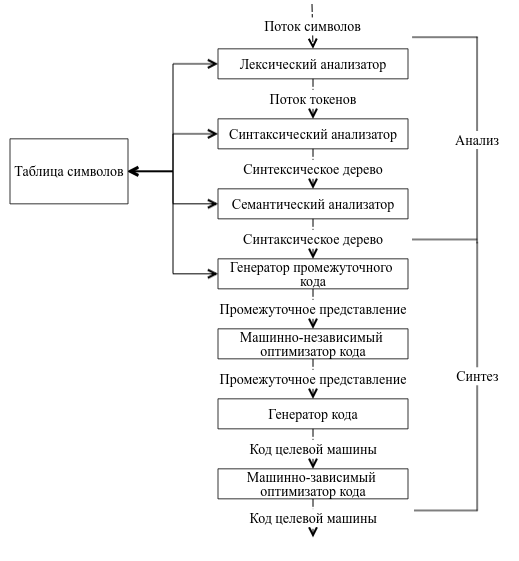 Поток символов
Лексический анализатор
Поток токенов
Синтаксический анализатор
Анализ
Таблица символов
Синтексическое дерево
Семантический анализатор
Синтаксическое дерево
Генератор промежуточного
кода
Промежуточное представление
Машинно-независимый
оптимизатор кода
Промежуточное представление
Синтез
Генератор кода
Код целевой машины
Машинно-зависимый
оптимизатор кода
Код целевой машины